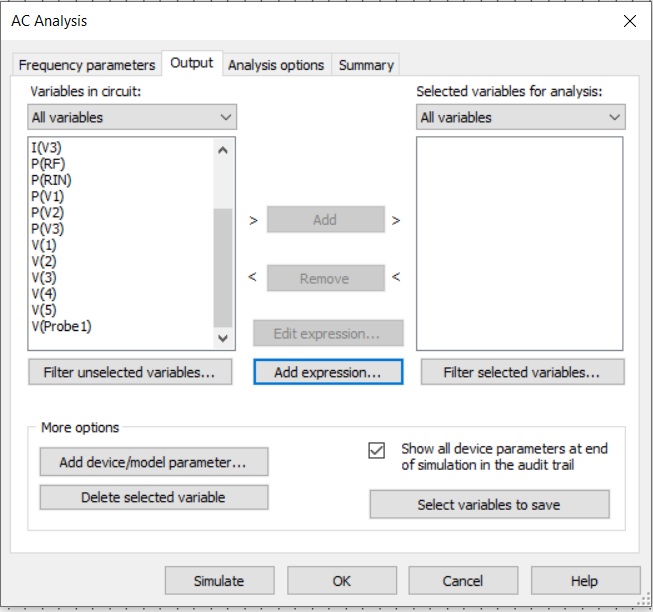 AC Analysis
Frequency parameters Output Analysis options Summary
Variables in circuit: Selected variables for analysis:
All variables All variables
I(V3)
P(RF)
P(RIN)
P(V1)
P(V2)
P(V3)
V(1)
V(2)
V(3)
V(4)
V(5)
V(Probe1)
> Add >
< Remove <
Edit expression...
Filter unselected variables... Add expression... Filter selected variables...
More options
Add device/model parameter...
Delete selected variable
Show all device parameters at end
of simulation in the audit trail
Select variables to save
Simulate OK Cancel Help